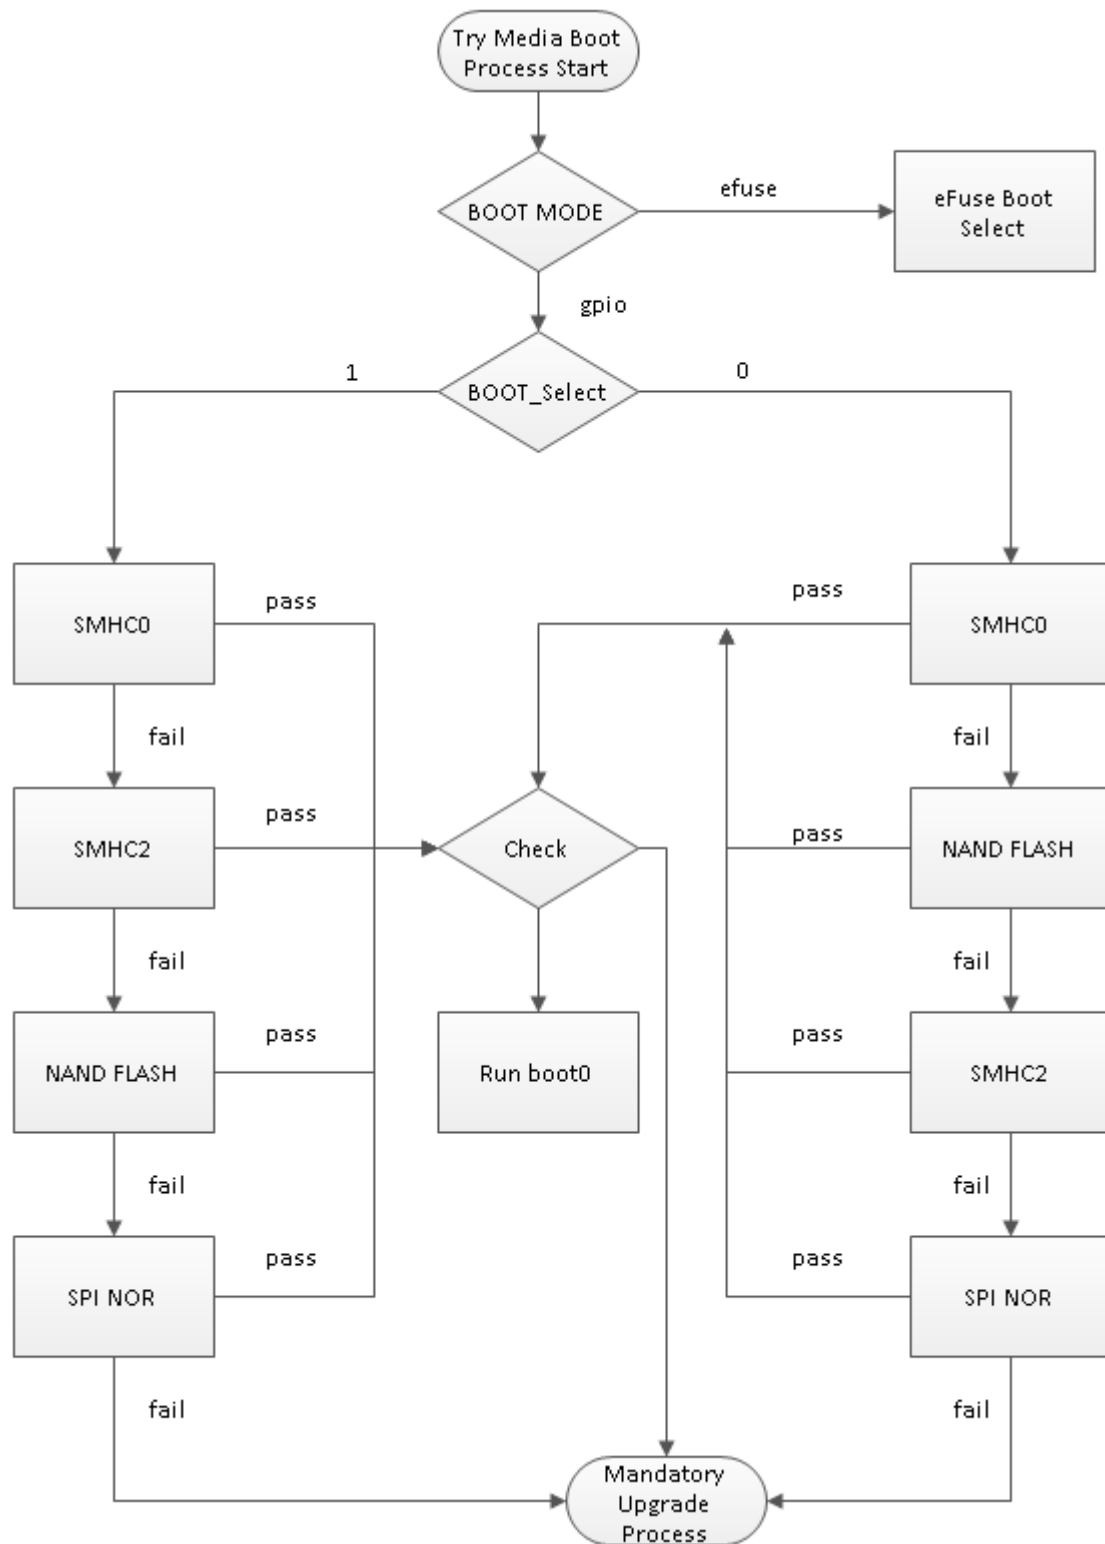 Try Media Boot
Process Start
BOOT MODE
efuse
eFuse Boot
Select
gpio
BOOT_Select
1
0
SMHC0
pass
pass
SMHC0
fail
fail
SMHC2
pass
Check
pass
NAND FLASH
fail
fail
NAND FLASH
pass
Run boot0
pass
SMHC2
fail
fail
SPI NOR
pass
pass
SPI NOR
fail
fail
Mandatory
Upgrade
Process